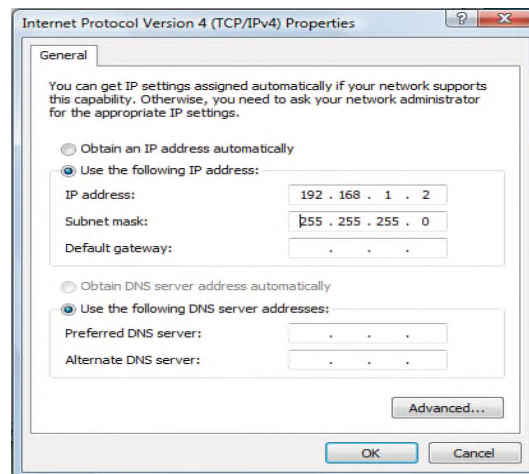 Internet Protocol Version 4 (TCP/IPv4) Properties
General
You can get IP settings assigned automatically if your network supports
this capability. Otherwise, you need to ask your network administrator
for the appropriate IP settings.
Obtain an IP address automatically
Use the following IP address:
IP address: 192 . 168 . 1 . 2
Subnet mask: 255 . 255 . 255 . 0
Default gateway: . . .
Obtain DNS server address automatically
Use the following DNS server addresses:
Preferred DNS server: . . .
Alternate DNS server: . . .
Advanced...
OK Cancel